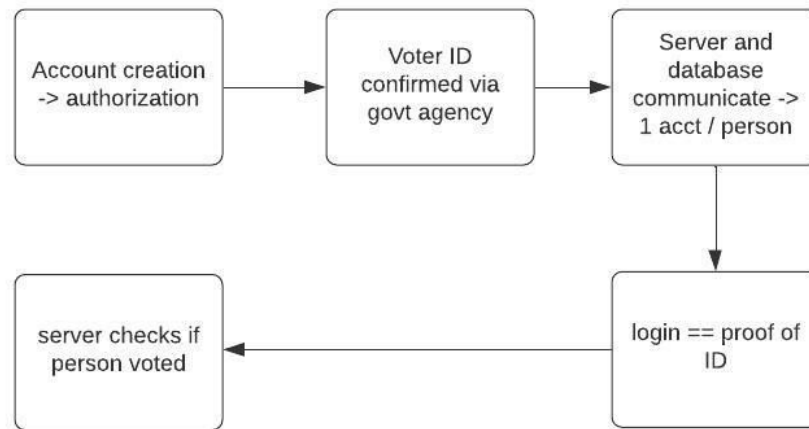 Account creation
-> authorization
Voter ID
confirmed via
govt agency
Server and
database
communicate ->
1 acct / person
login == proof of
ID
server checks if
person voted